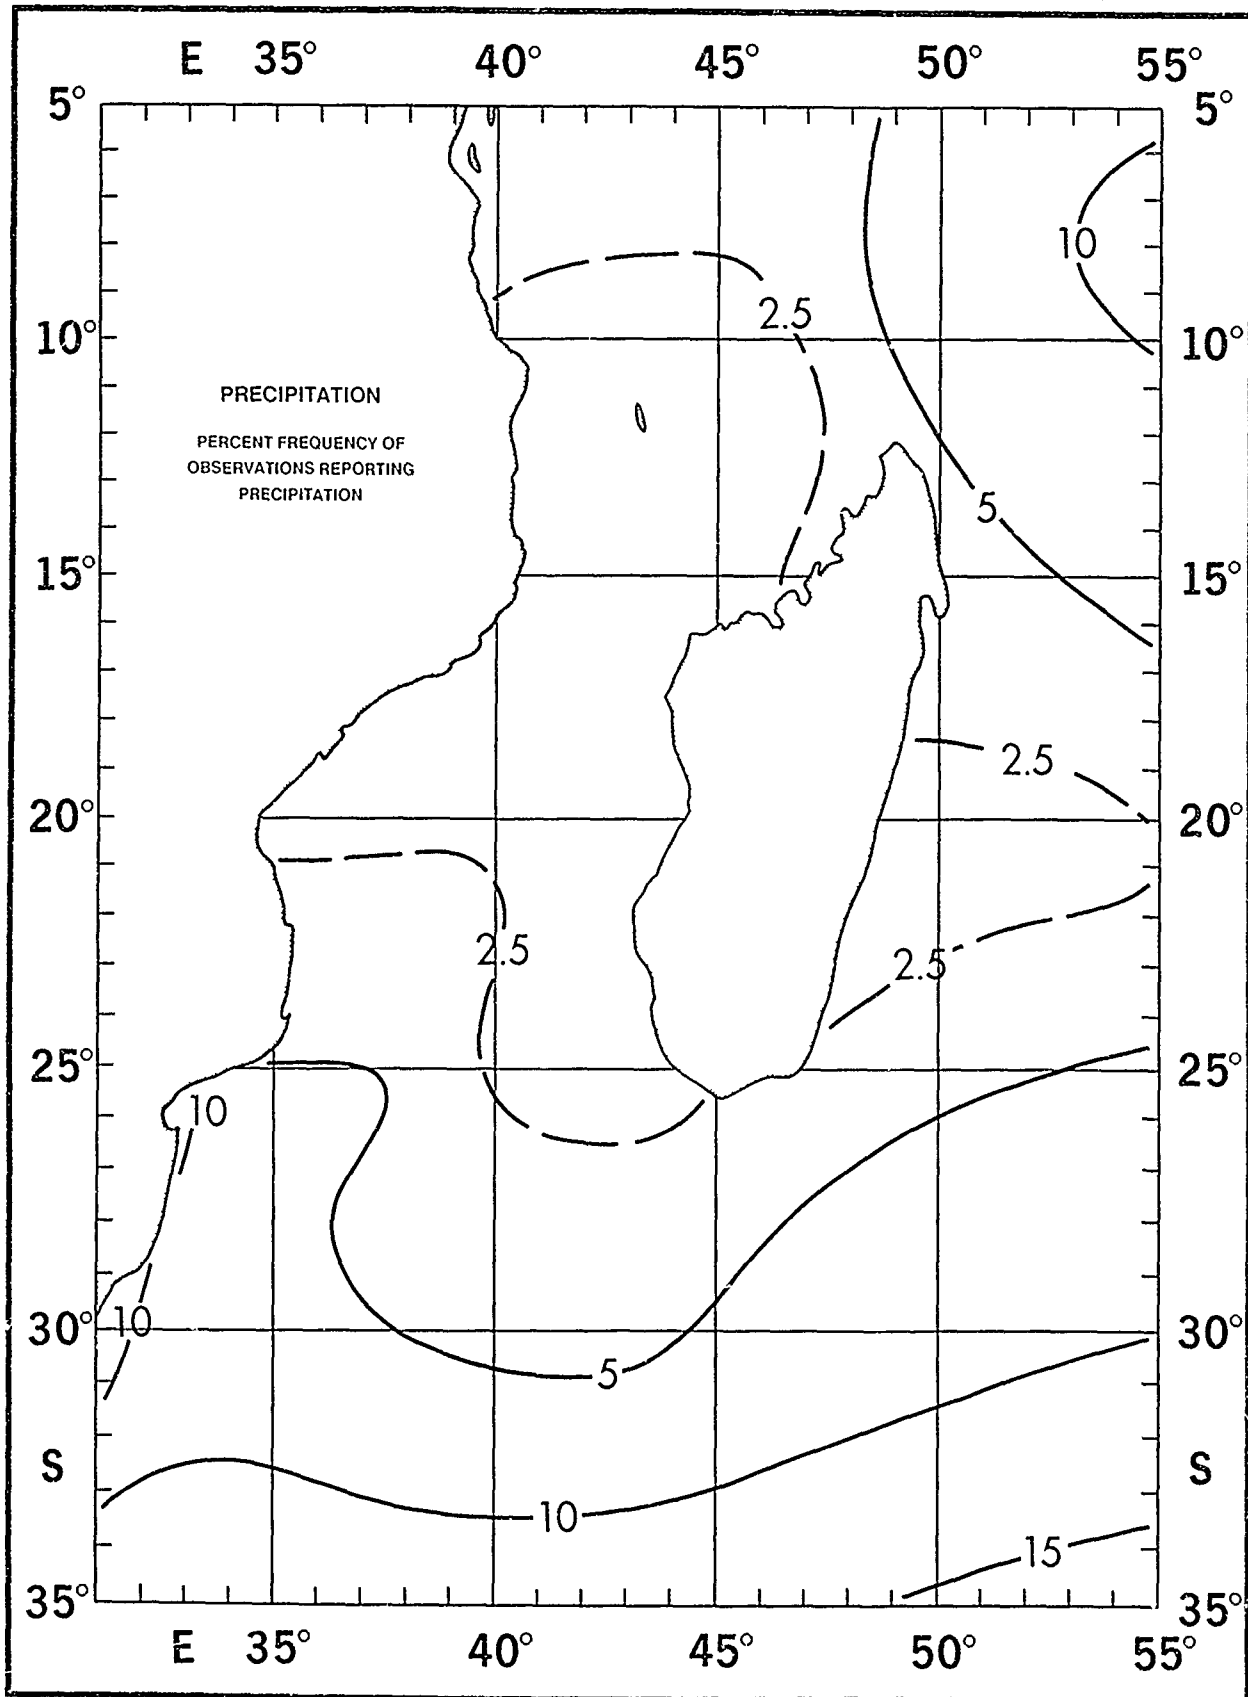 E 35° 40° 45° 50° 55°
5° 5°
10
2.5
10° 10°
PRECIPITATION
PERCENT FREQUENCY OF
OBSERVATIONS REPORTING
PRECIPITATION
5
15° 15°
2.5
20° 20°
2.5
2.5
25° 25°
10
10
30° 30°
5
S S
10
15
35° 35°
E 35° 40° 45° 50° 55°